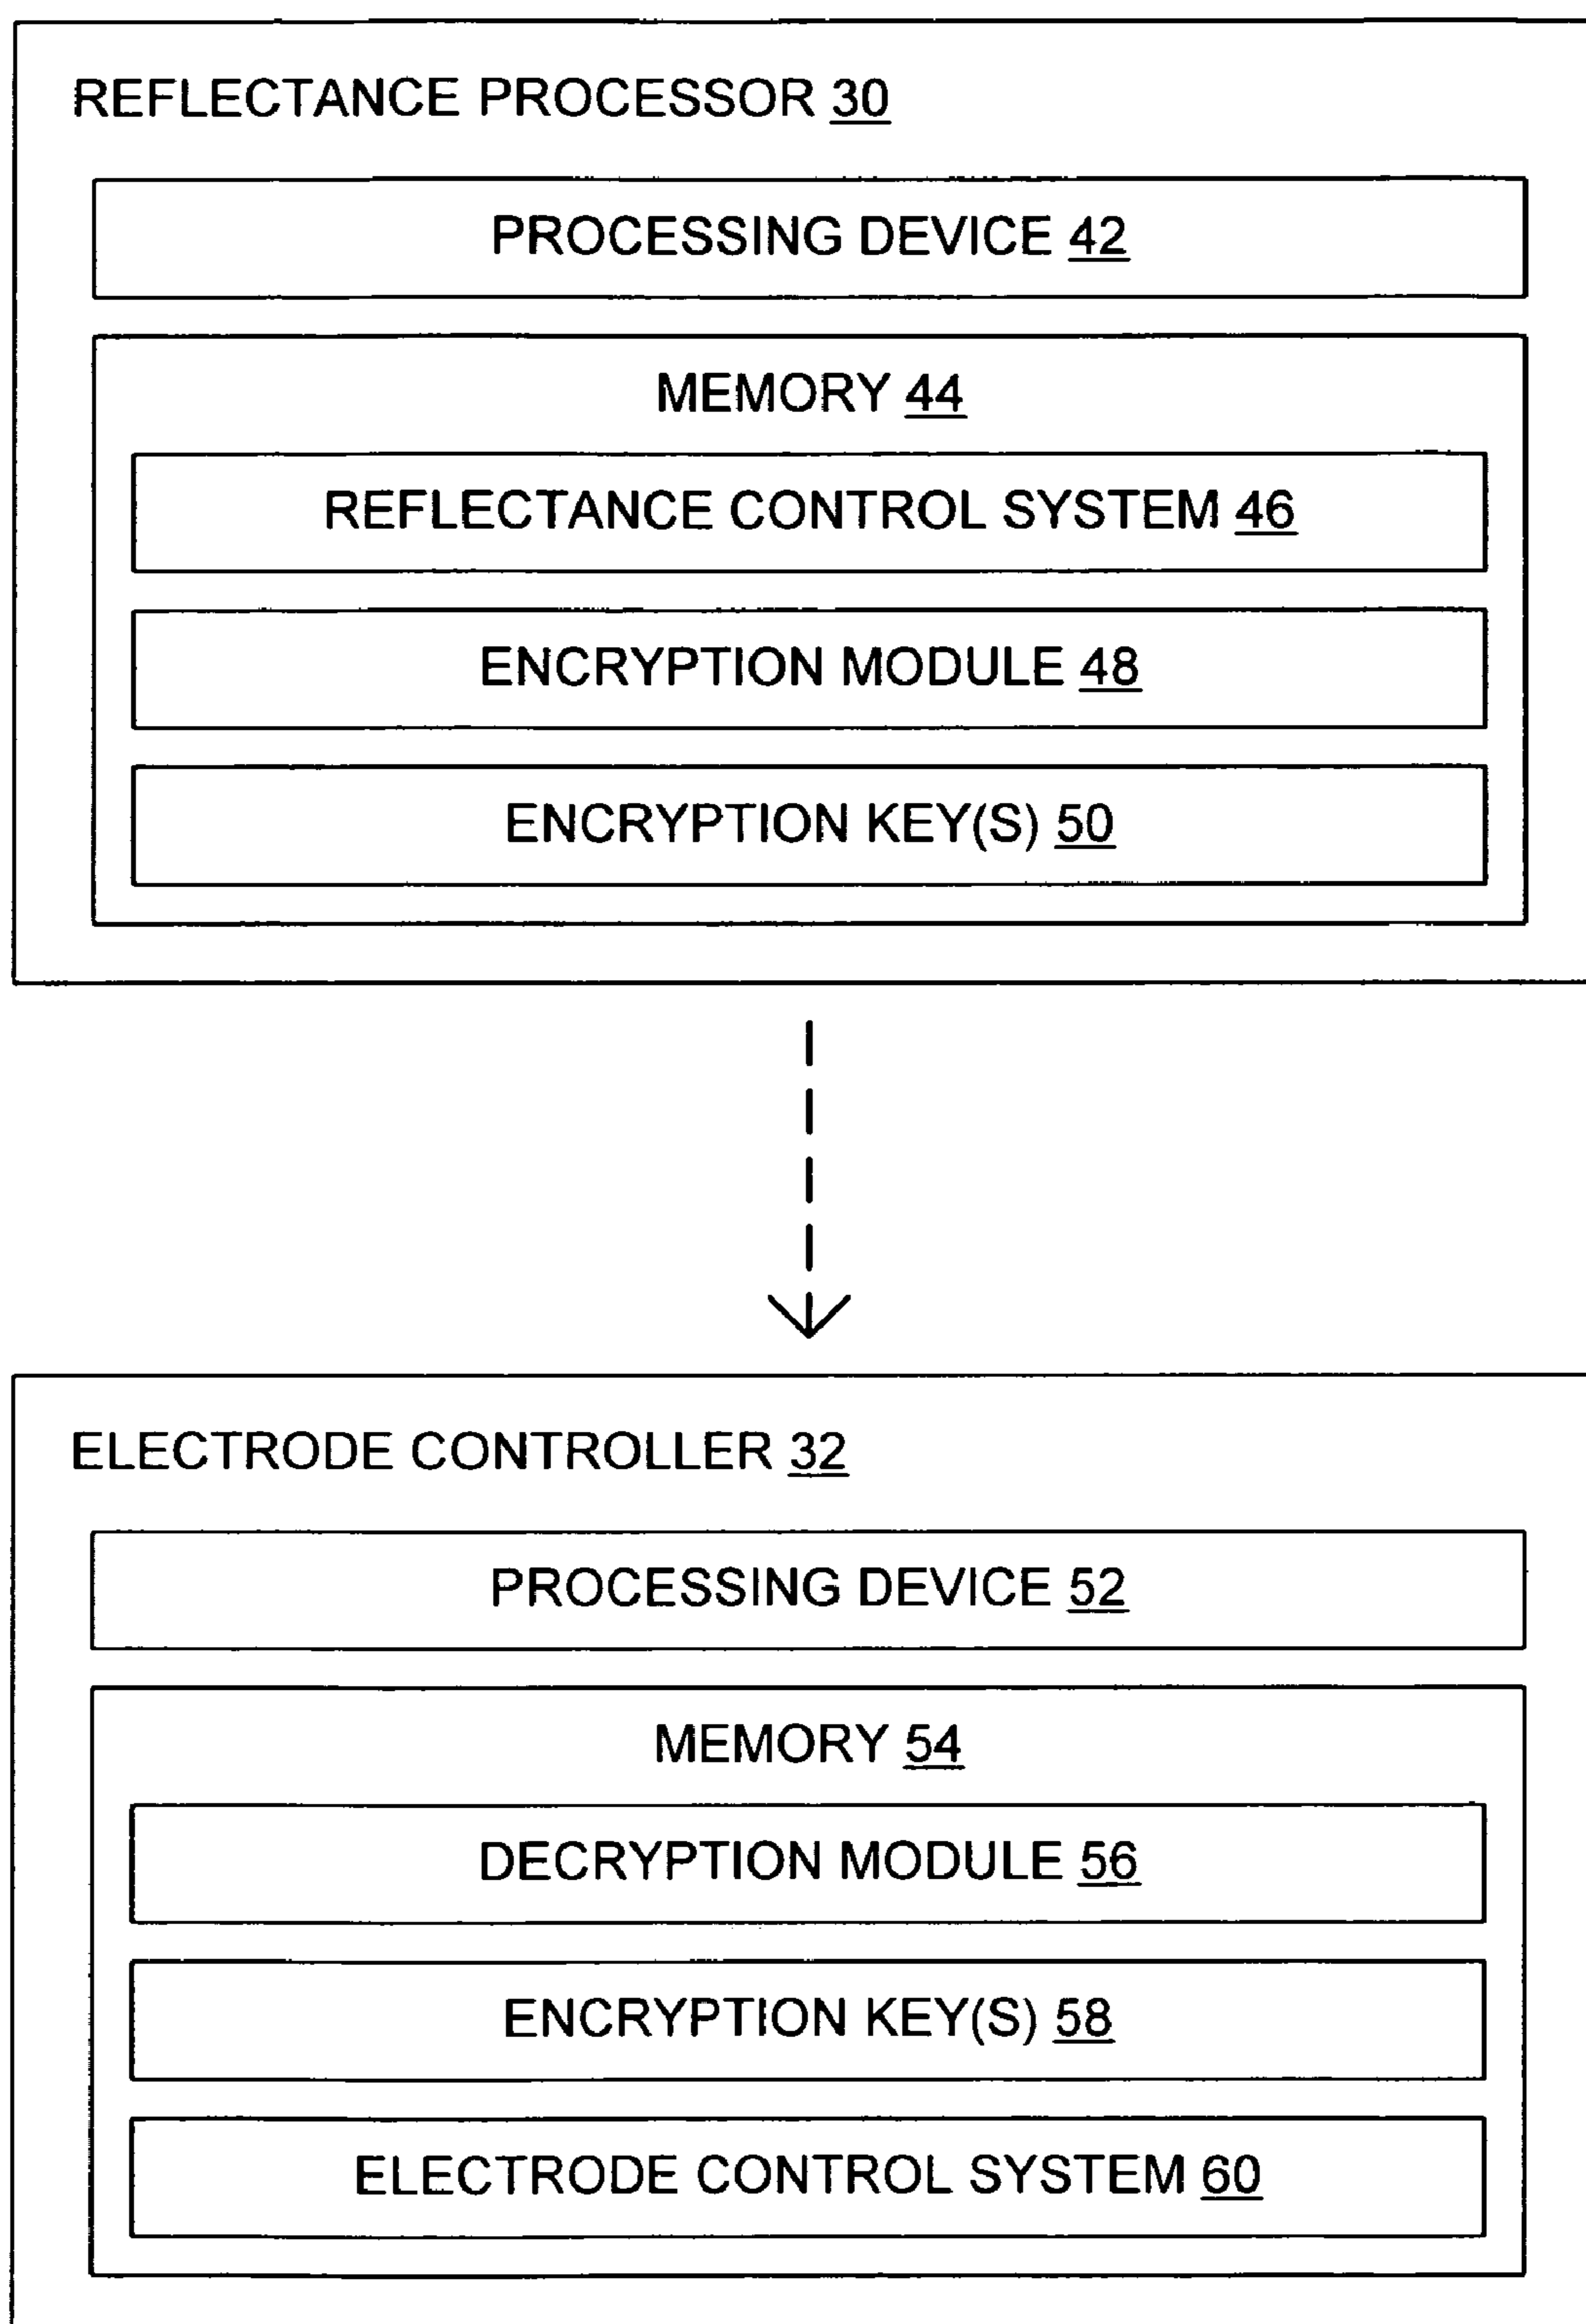 REFLECTANCE PROCESSOR 30
PROCESSING DEVICE 42
MEMORY 44
REFLECTANCE CONTROL SYSTEM 46
ENCRYPTION MODULE 48
ENCRYPTION KEY(S) 50
ELECTRODE CONTROLLER 32
PROCESSING DEVICE 52
MEMORY 54
DECRYPTION MODULE 56
ENCRYPTION KEY(S) 58
ELECTRODE CONTROL SYSTEM 60